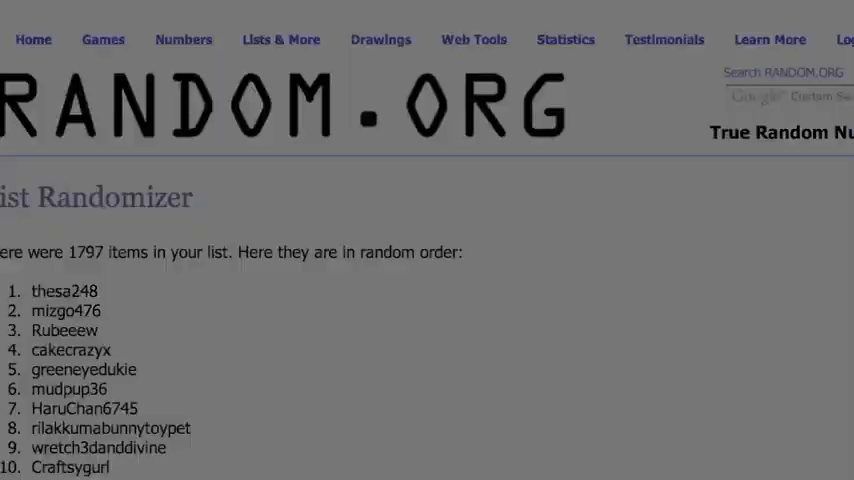 Home Games Numbers Lists & More Drawings Web Tools Statistics Testimonials Learn More Log
RANDOM.ORG
Search RANDOM.ORG
Google Custom Se
True Random Nu
ist Randomizer
ere were 1797 items in your list. Here they are in random order:
1. thesa248
2. mizgo476
3. Rubeeew
4. cakecrazyx
5. greeneyedukie
6. mudpup36
7. HaruChan6745
8. rilakkumabunnytoypet
9. wretch3danddivine
10. Craftsygurl